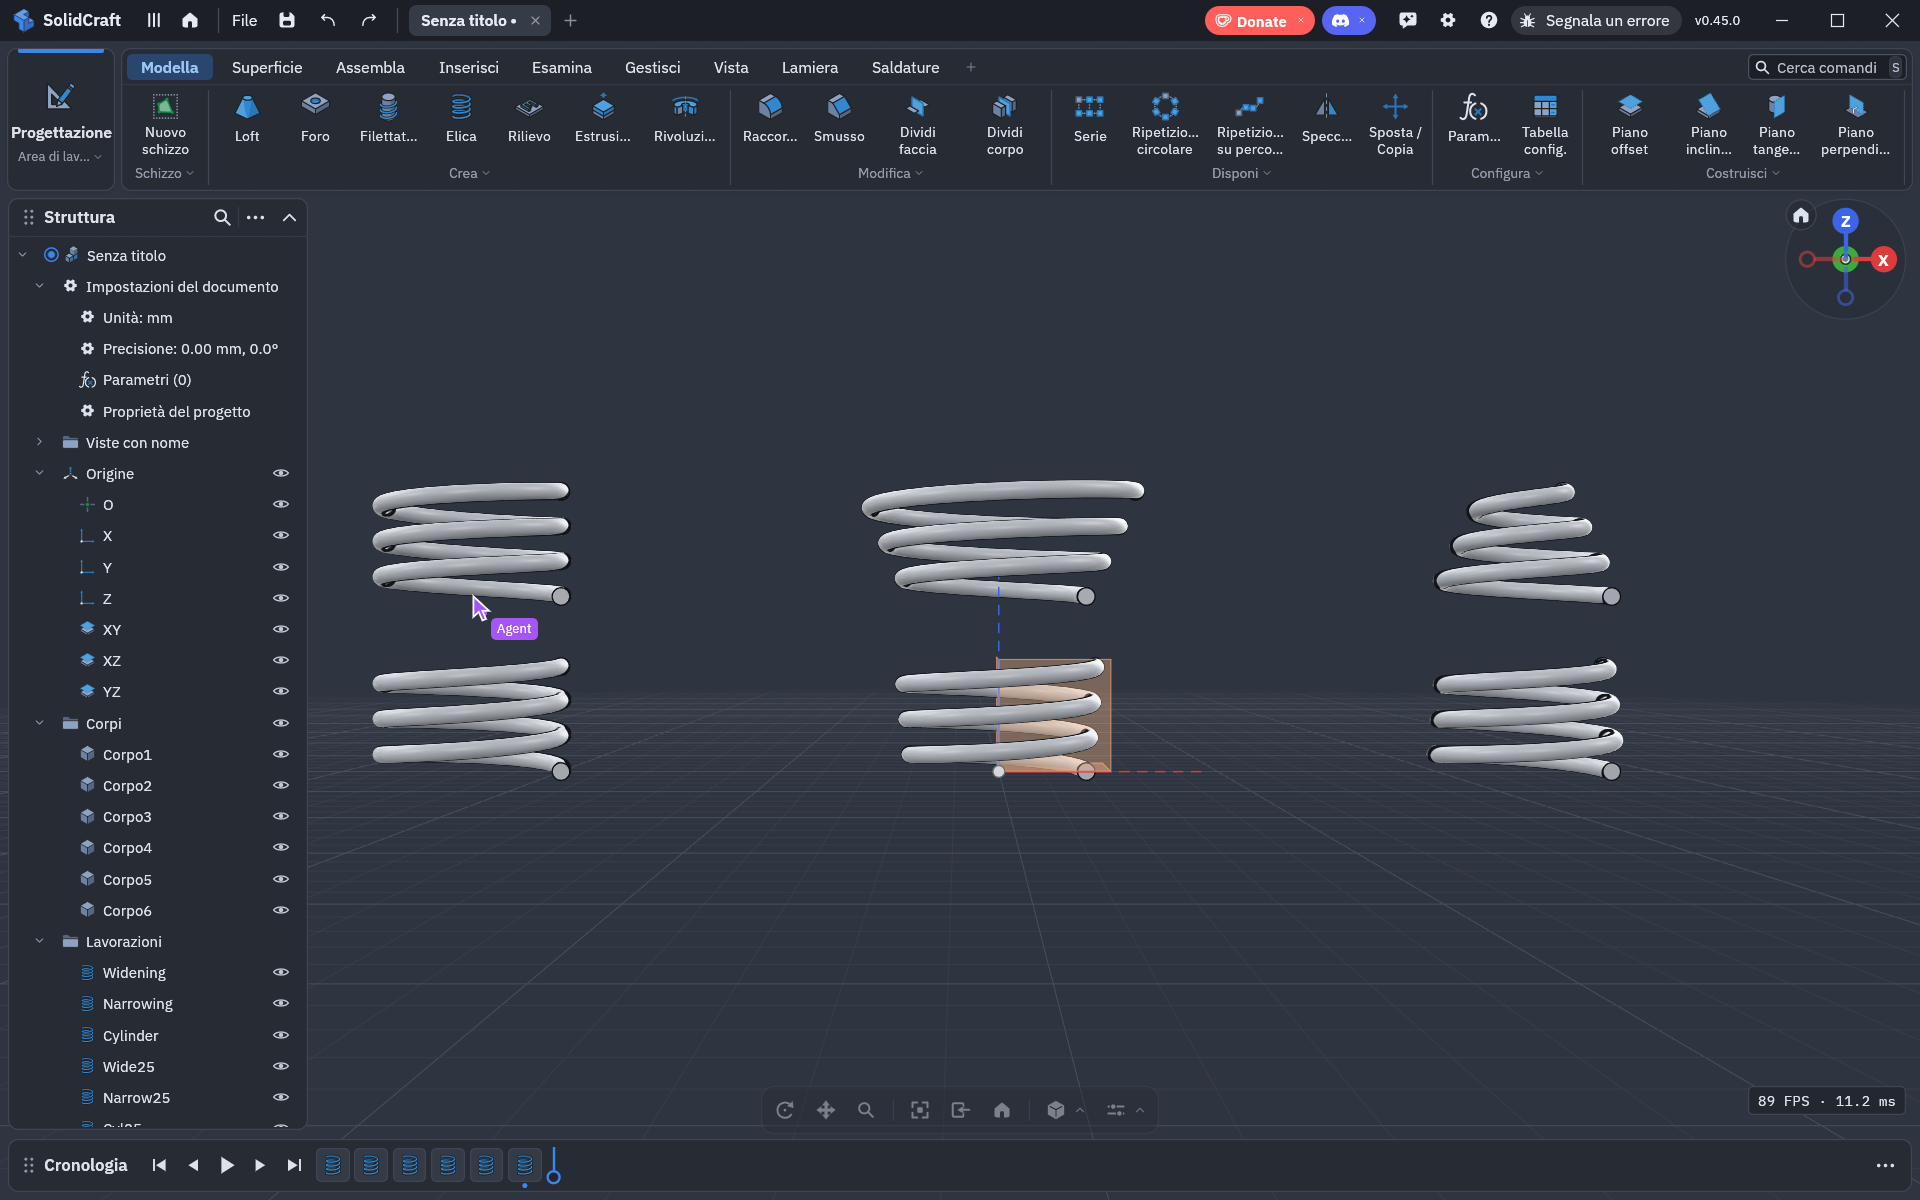 SolidCraft
File
Senza titolo •
Donate
Segnala un errore
v0.45.0
Progettazione
Area di lav...
Modella
Superficie
Assembla
Inserisci
Esamina
Gestisci
Vista
Lamiera
Saldature
Cerca comandi
S
Nuovo
schizzo
Schizzo
Loft
Foro
Filettat...
Elica
Rilievo
Estrusi...
Rivoluzi...
Crea
Raccor...
Smusso
Dividi
faccia
Dividi
corpo
Modifica
Serie
Ripetizio...
circolare
Ripetizio...
su perco...
Specc...
Sposta /
Copia
Disponi
Param...
Tabella
config.
Configura
Piano
offset
Piano
inclin...
Piano
tange...
Piano
perpendi...
Costruisci
Struttura
Senza titolo
Impostazioni del documento
Unità: mm
Precisione: 0.00 mm, 0.0°
Parametri (0)
Proprietà del progetto
Viste con nome
Origine
O
X
Y
Z
XY
XZ
YZ
Corpi
Corpo1
Corpo2
Corpo3
Corpo4
Corpo5
Corpo6
Lavorazioni
Widening
Narrowing
Cylinder
Wide25
Narrow25
Z
X
Agent
89 FPS · 11.2 ms
Cronologia